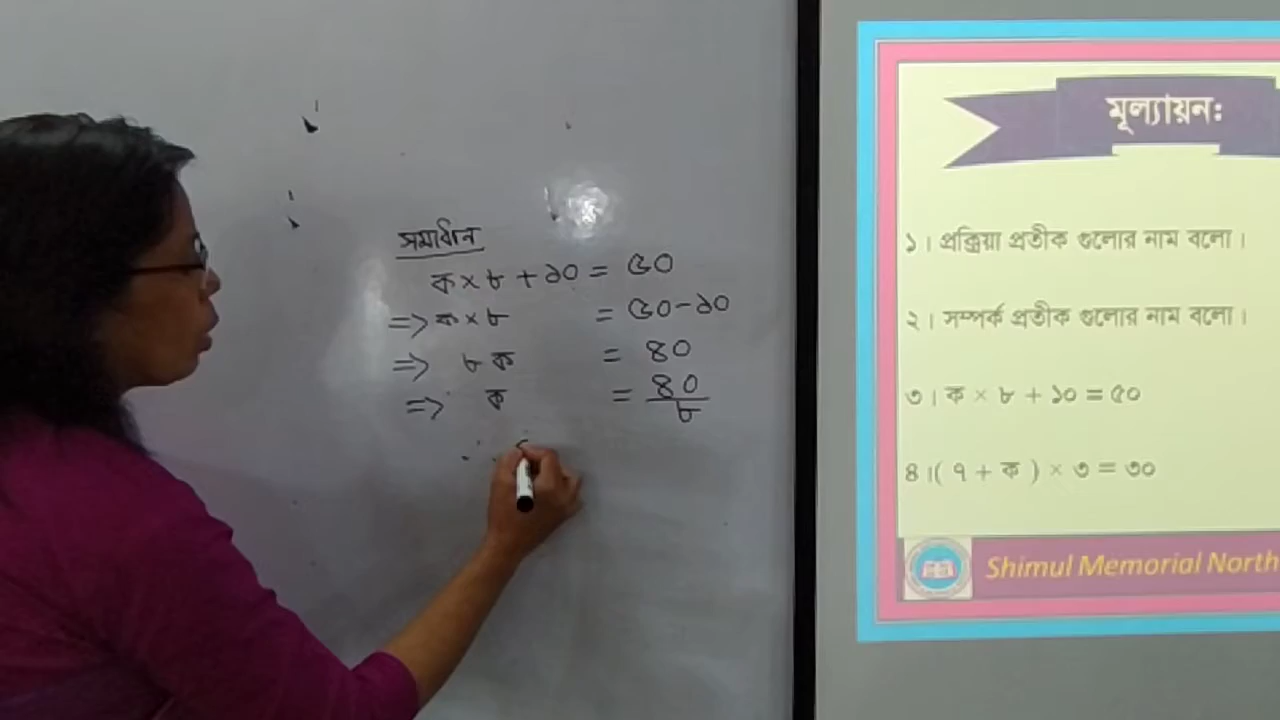 সমাধান
ক × ৮ + ১০ = ৫০
=> ক × ৮ = ৫০ - ১০
=> ৮ ক = ৪০
=> ক = ৪০/৮
∴
মূল্যায়নঃ
১। প্রক্রিয়া প্রতীক গুলোর নাম বলো।
২। সম্পর্ক প্রতীক গুলোর নাম বলো।
৩। ক × ৮ + ১০ = ৫০
৪।( ৭ + ক ) × ৩ = ৩০
Shimul Memorial North